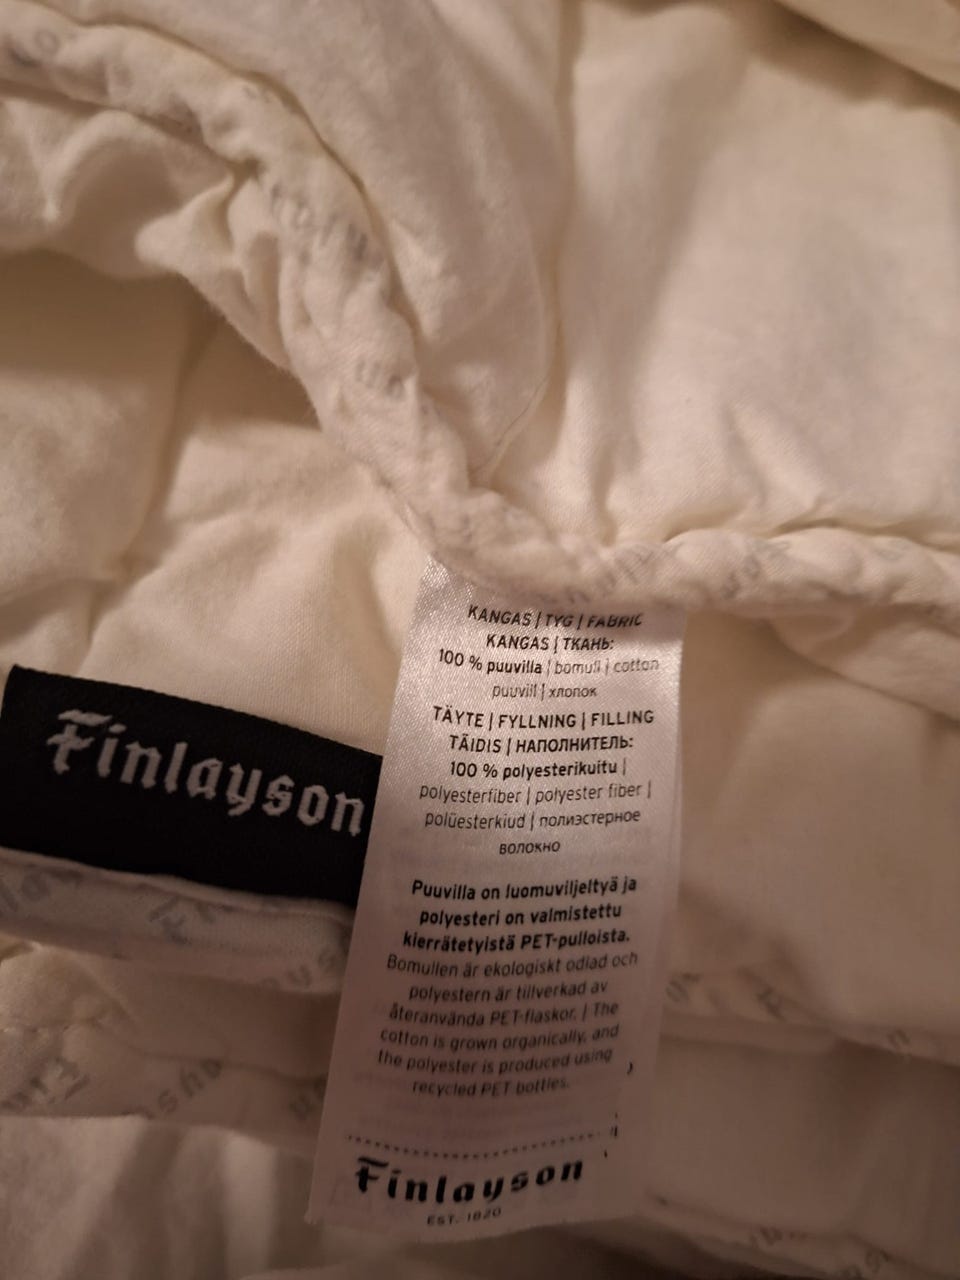 KANGAS | TYG | FABRIC
KANGAS | ТКАНЬ:
100 % puuvilla | bomull | cotton
puuvill | хлопок
TÄYTE | FYLLNING | FILLING
TÄIDIS | НАПОЛНИТЕЛЬ:
100 % polyesterikuitu |
polyesterfiber | polyester fiber |
polüesterkiud | полиэстерное
волокно
Puuvilla on luomuviljeltyä ja
polyesteri on valmistettu
kierrätetyistä PET-pulloista.
Bomullen är ekologiskt odlad och
polyestern är tillverkad av
återanvända PET-flaskor. | The
cotton is grown organically, and
the polyester is produced using
recycled PET bottles.
Finlayson
EST. 1820
Finlayson